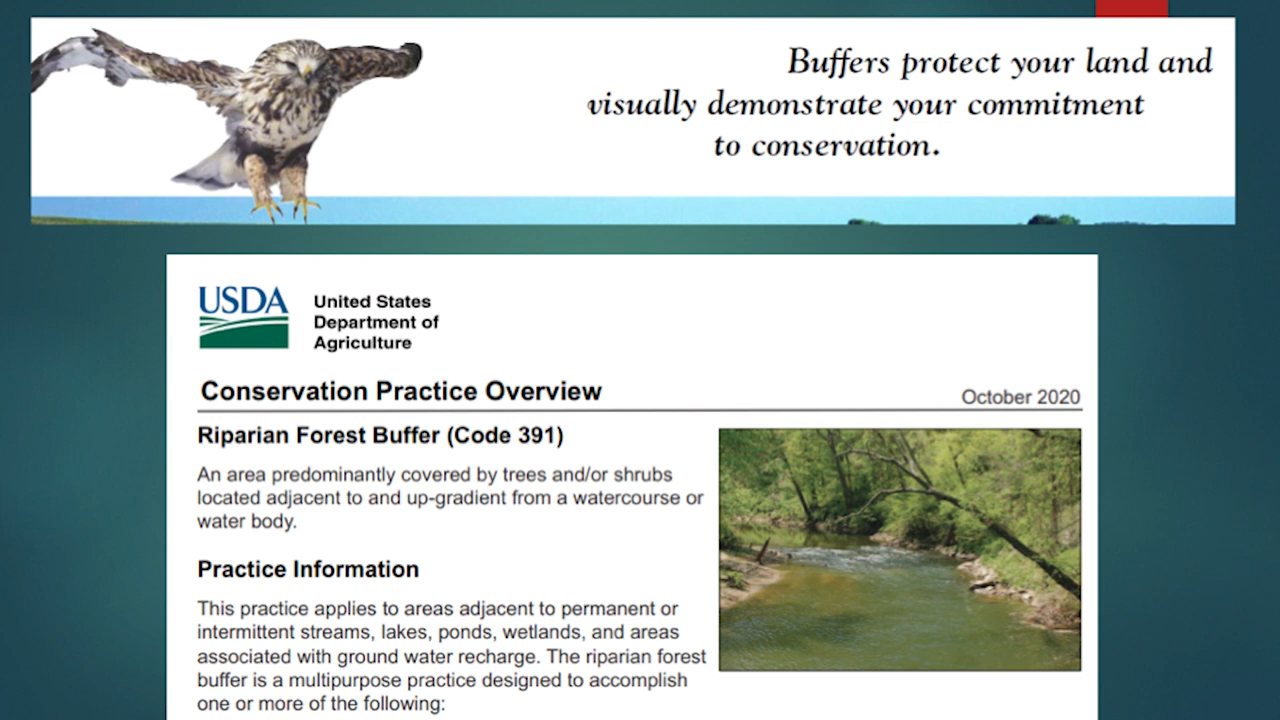 Buffers protect your land and
visually demonstrate your commitment
to conservation.
USDA
United States
Department of
Agriculture
Conservation Practice Overview
October 2020
Riparian Forest Buffer (Code 391)
An area predominantly covered by trees and/or shrubs
located adjacent to and up-gradient from a watercourse or
water body.
Practice Information
This practice applies to areas adjacent to permanent or
intermittent streams, lakes, ponds, wetlands, and areas
associated with ground water recharge. The riparian forest
buffer is a multipurpose practice designed to accomplish
one or more of the following: